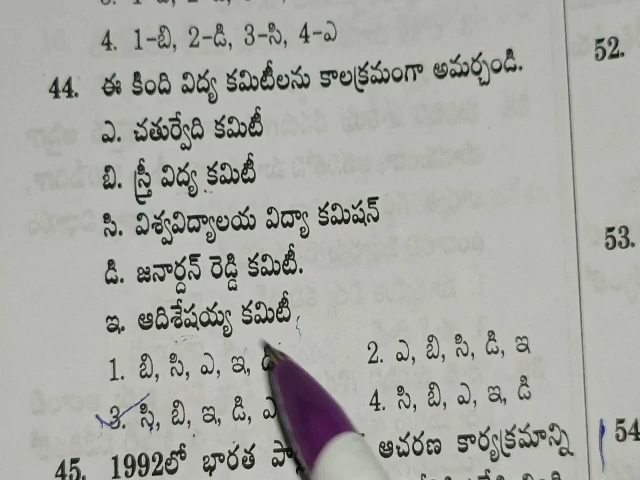 4. 1-బి, 2-డి, 3-సి, 4-ఎ
44. ఈ కింది విద్య కమిటీలను కాలక్రమంగా అమర్చండి.
ఎ. చతుర్వేది కమిటీ
బి. స్త్రీ విద్య కమిటీ
సి. విశ్వవిద్యాలయ విద్యా కమిషన్
డి. జనార్దన్ రెడ్డి కమిటీ.
ఇ. ఆదిశేషయ్య కమిటీ
1. బి, సి, ఎ, ఇ, డి
2. ఎ, బి, సి, డి, ఇ
3. సి, బి, ఇ, డి, ఎ
4. సి, బి, ఎ, ఇ, డి
45. 1992లో భారత ఆచరణ కార్యక్రమాన్ని
52.
53.
54